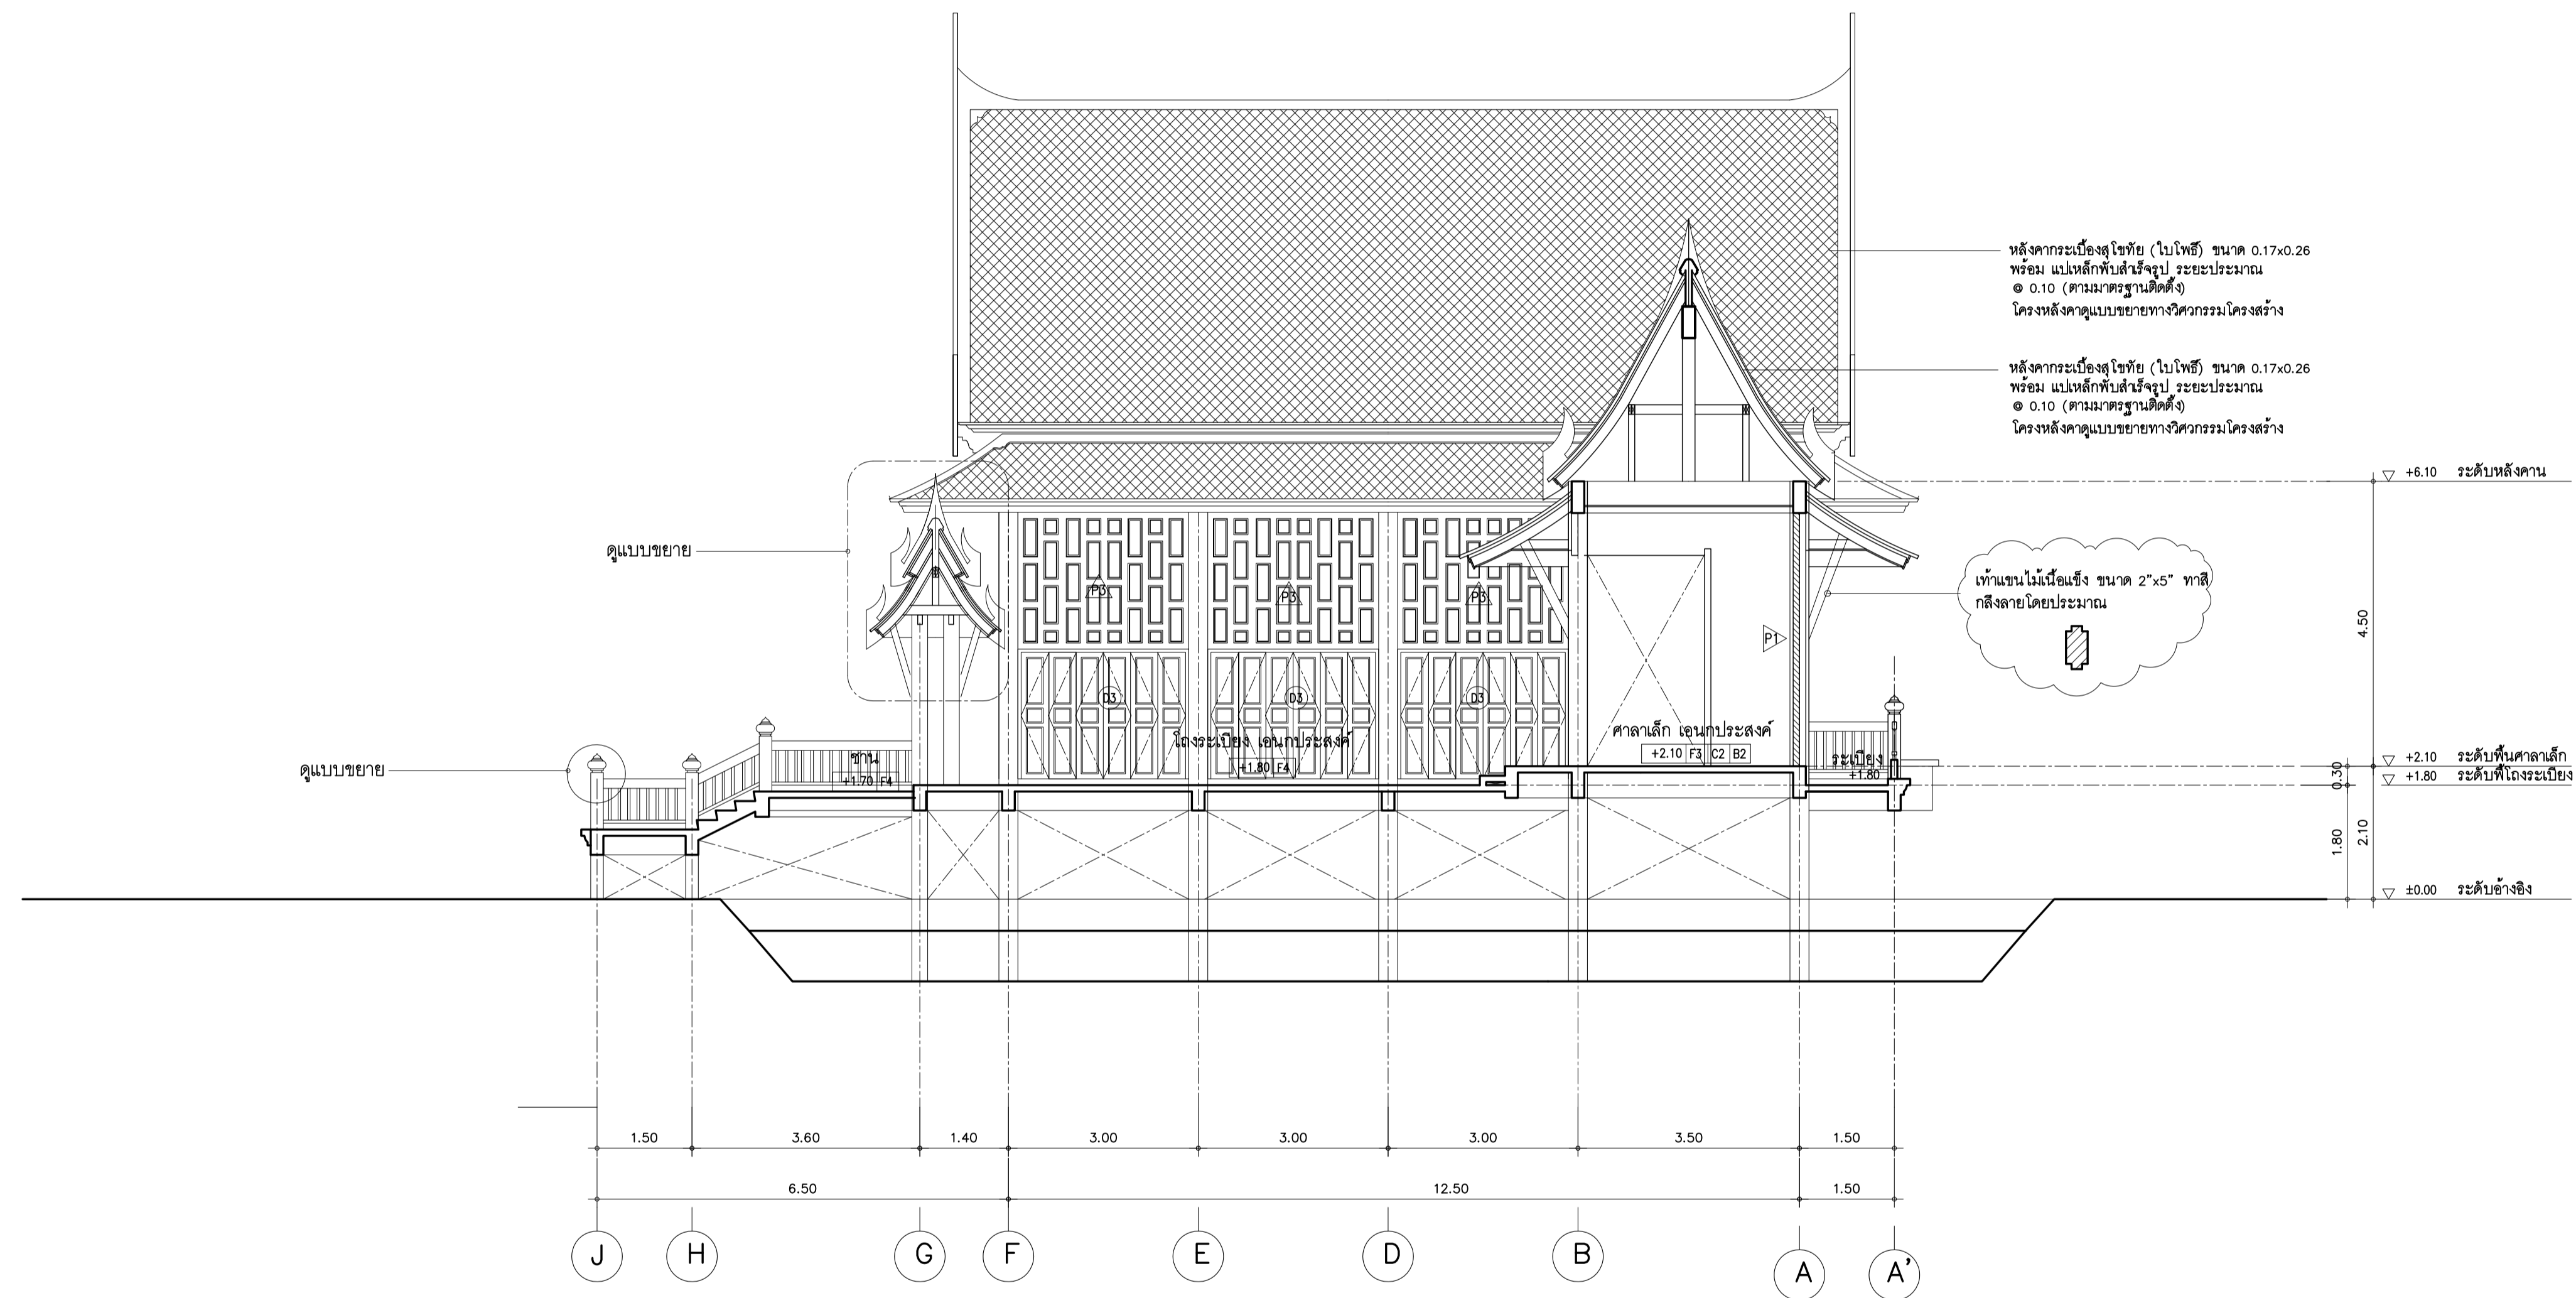 หลังคากระเบื้องสุโขทัย (ใบโพธิ์) ขนาด 0.17x0.26
พร้อม แปเหล็กพับสำเร็จรูป ระยะประมาณ
@ 0.10 (ตามมาตรฐานติดตั้ง)
โครงหลังคาดูแบบขยายทางวิศวกรรมโครงสร้าง
หลังคากระเบื้องสุโขทัย (ใบโพธิ์) ขนาด 0.17x0.26
พร้อม แปเหล็กพับสำเร็จรูป ระยะประมาณ
@ 0.10 (ตามมาตรฐานติดตั้ง)
โครงหลังคาดูแบบขยายทางวิศวกรรมโครงสร้าง
+6.10 ระดับหลังคาน
ดูแบบขยาย
เท้าแขนไม้เนื้อแข็ง ขนาด 2"x5" ทาสี
กลึงลายโดยประมาณ
P3
P3
P3
P1
4.50
D3
D3
D3
ศาลาเล็ก เอนกประสงค์
+2.10 F3 C2 B2
โถงระเบียง เอนกประสงค์
+1.80 F4
ชาน
+1.70 F4
ระเบียง
+1.80
ดูแบบขยาย
+2.10 ระดับพื้นศาลาเล็ก
+1.80 ระดับพื้โถงระเบียง
0.30
1.80
2.10
±0.00 ระดับอ้างอิง
1.50 3.60 1.40 3.00 3.00 3.00 3.50 1.50
6.50 12.50 1.50
J H G F E D B A A'